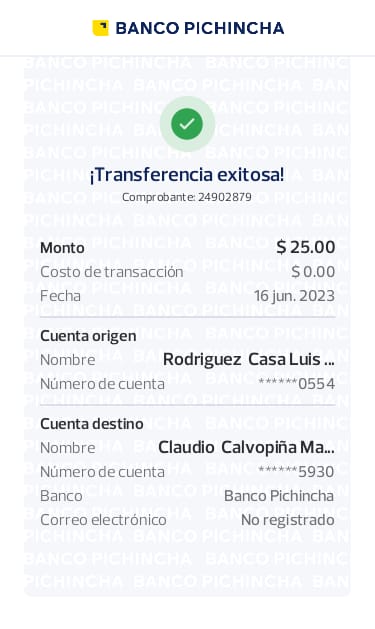 BANCO PICHINCHA
¡Transferencia exitosa!
Comprobante: 24902879
Monto $ 25.00
Costo de transacción $ 0.00
Fecha 16 jun. 2023
Cuenta origen
Nombre Rodriguez Casa Luis ...
Número de cuenta ******0554
Cuenta destino
Nombre Claudio Calvopiña Ma...
Número de cuenta ******5930
Banco Banco Pichincha
Correo electrónico No registrado